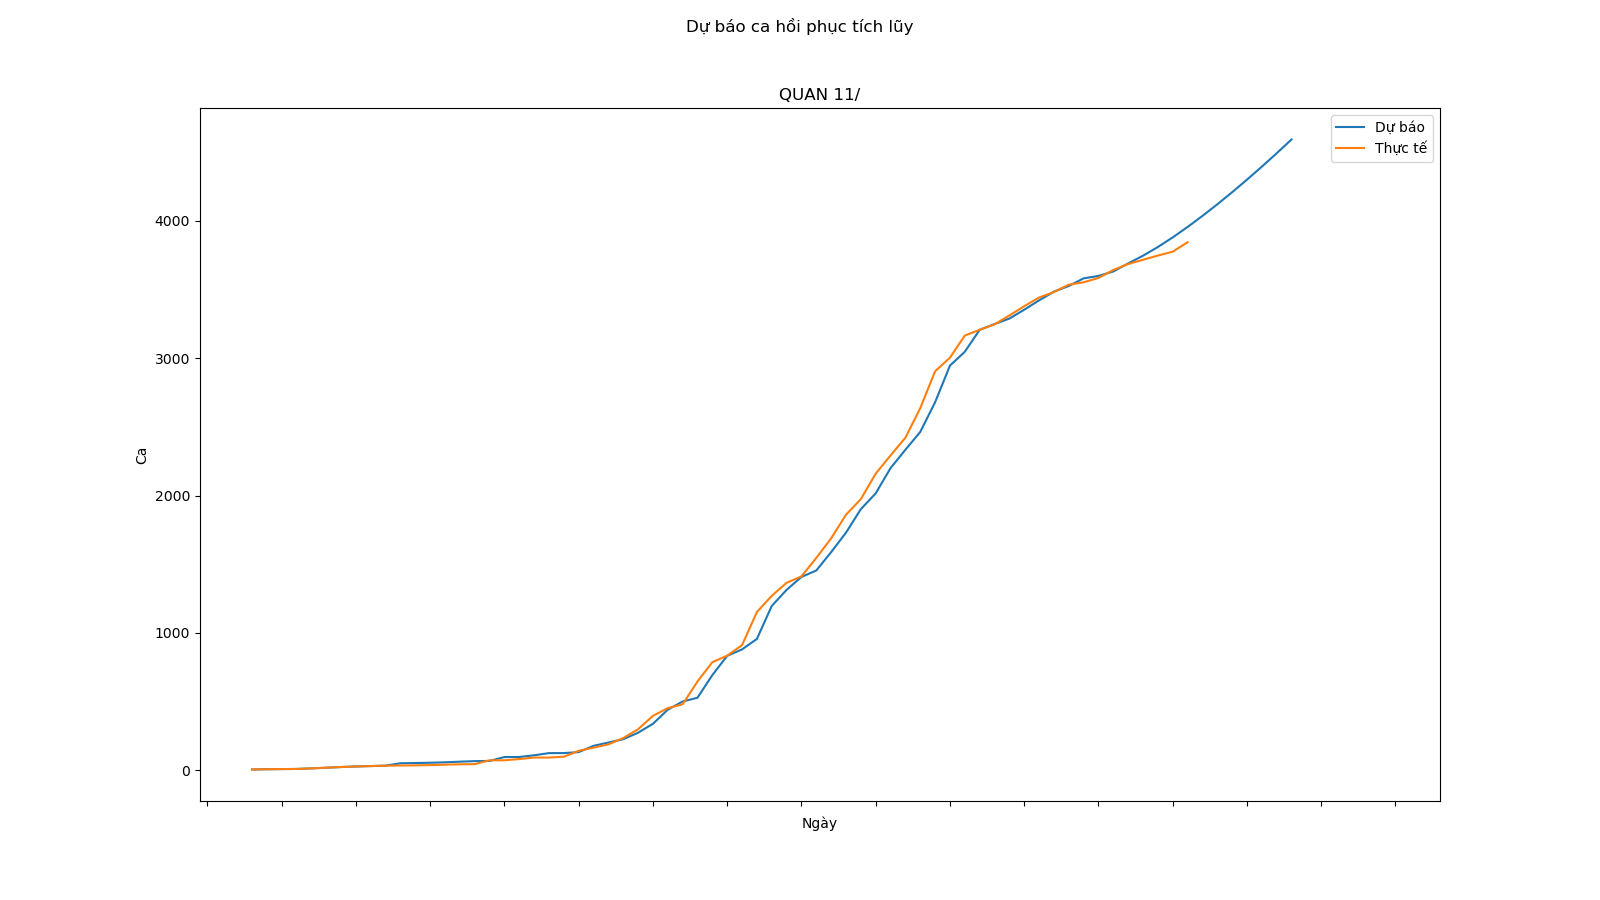 Dự báo ca hồi phục tích lũy
QUAN 11/
Dự báo
Thực tế
4000
3000
2000
1000
0
Ca
Ngày